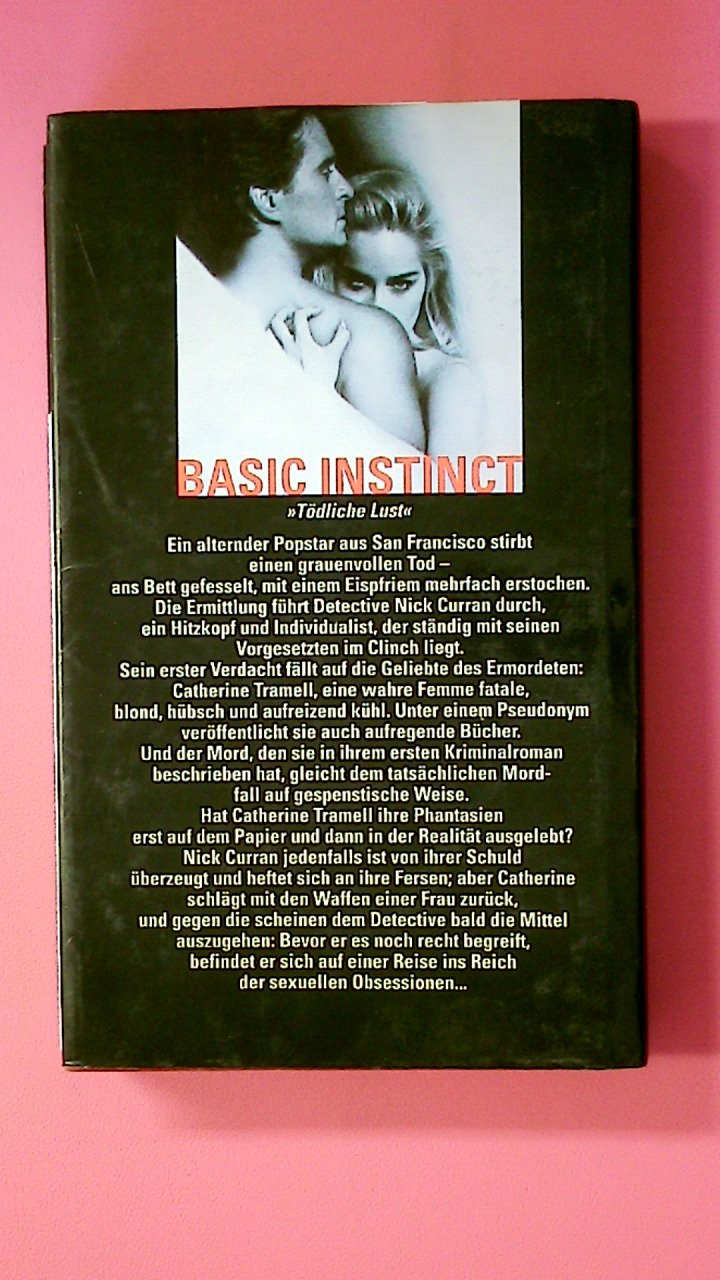 BASIC INSTINCT
»Tödliche Lust«
Ein alternder Popstar aus San Francisco stirbt
einen grauenvollen Tod –
ans Bett gefesselt, mit einem Eispfriem mehrfach erstochen.
Die Ermittlung führt Detective Nick Curran durch,
ein Hitzkopf und Individualist, der ständig mit seinen
Vorgesetzten im Clinch liegt.
Sein erster Verdacht fällt auf die Geliebte des Ermordeten:
Catherine Tramell, eine wahre Femme fatale,
blond, hübsch und aufreizend kühl. Unter einem Pseudonym
veröffentlicht sie auch aufregende Bücher.
Und der Mord, den sie in ihrem ersten Kriminalroman
beschrieben hat, gleicht dem tatsächlichen Mord-
fall auf gespenstische Weise.
Hat Catherine Tramell ihre Phantasien
erst auf dem Papier und dann in der Realität ausgelebt?
Nick Curran jedenfalls ist von ihrer Schuld
überzeugt und heftet sich an ihre Fersen; aber Catherine
schlägt mit den Waffen einer Frau zurück,
und gegen die scheinen dem Detective bald die Mittel
auszugehen: Bevor er es noch recht begreift,
befindet er sich auf einer Reise ins Reich
der sexuellen Obsessionen...